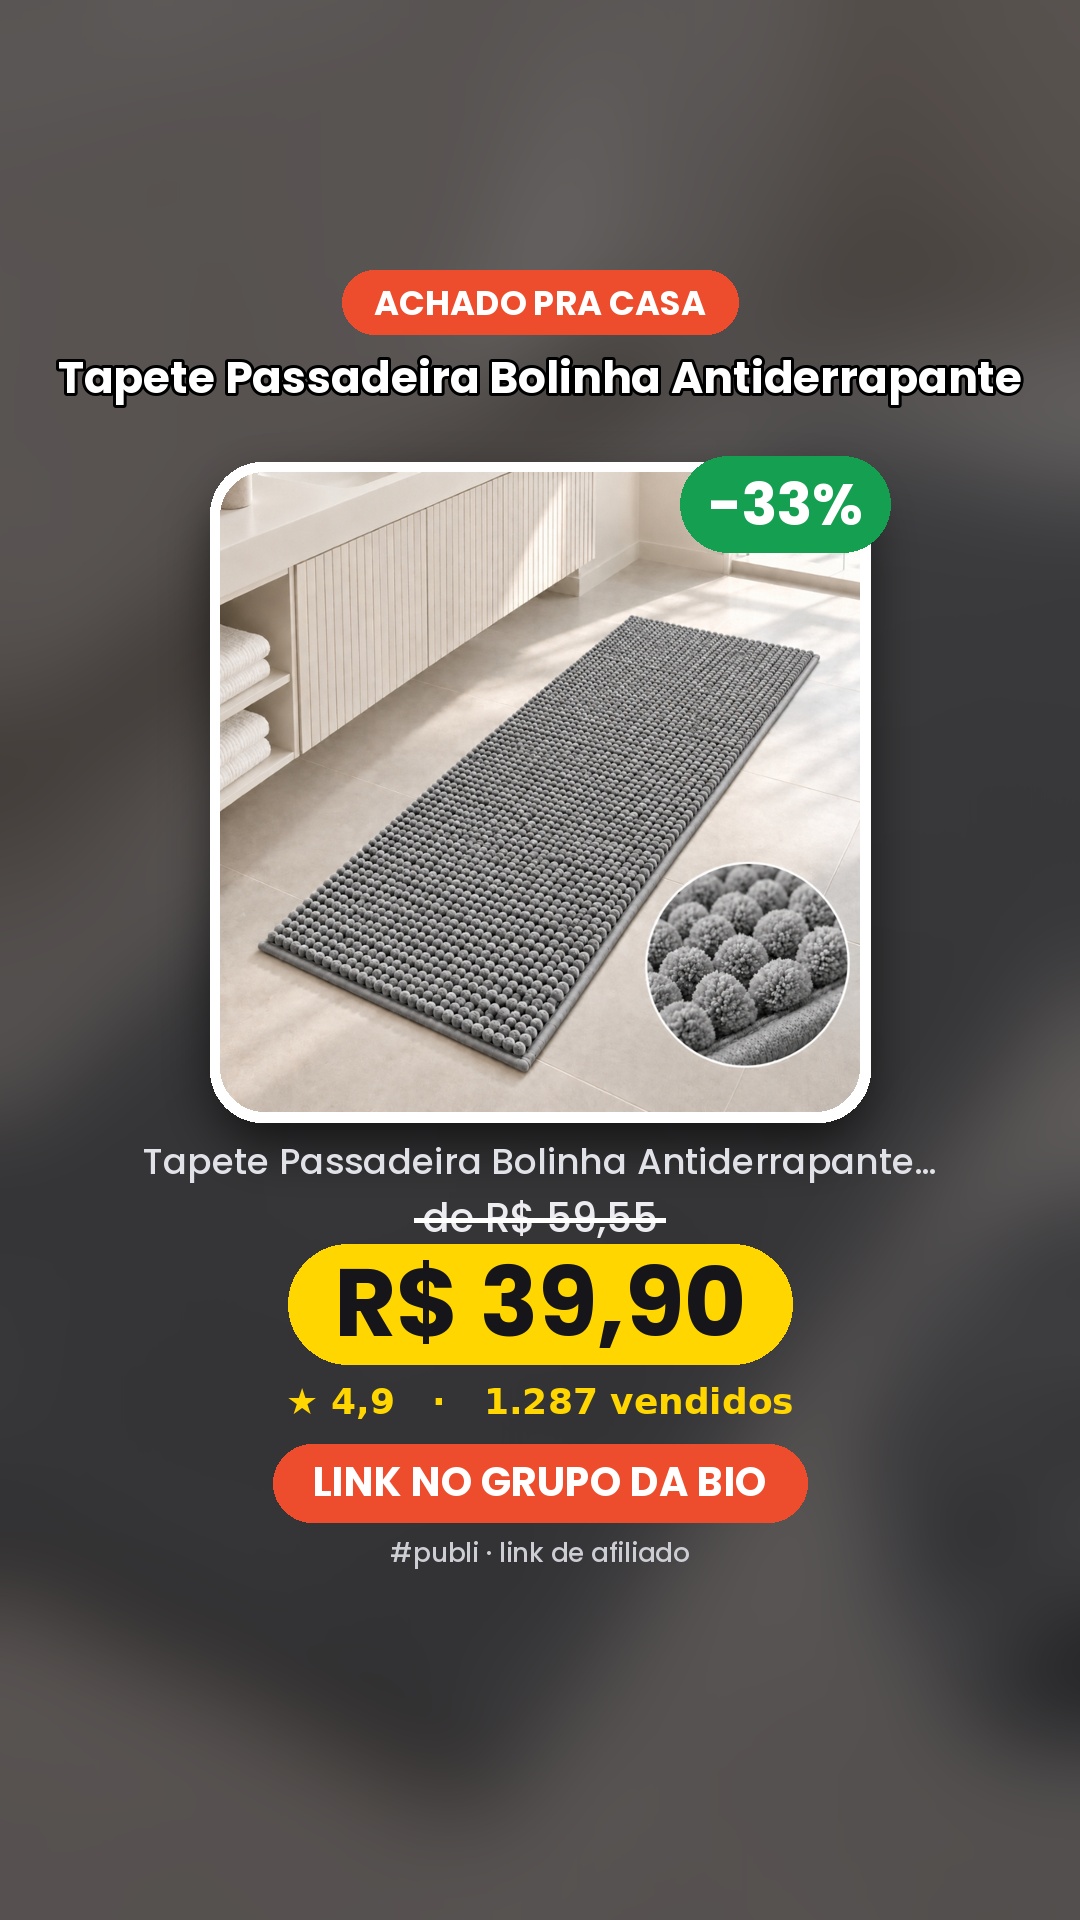 ACHADO PRA CASA
Tapete Passadeira Bolinha Antiderrapante
-33%
Tapete Passadeira Bolinha Antiderrapante...
de R$ 59,55
R$ 39,90
★ 4,9 · 1.287 vendidos
LINK NO GRUPO DA BIO
#publi · link de afiliado